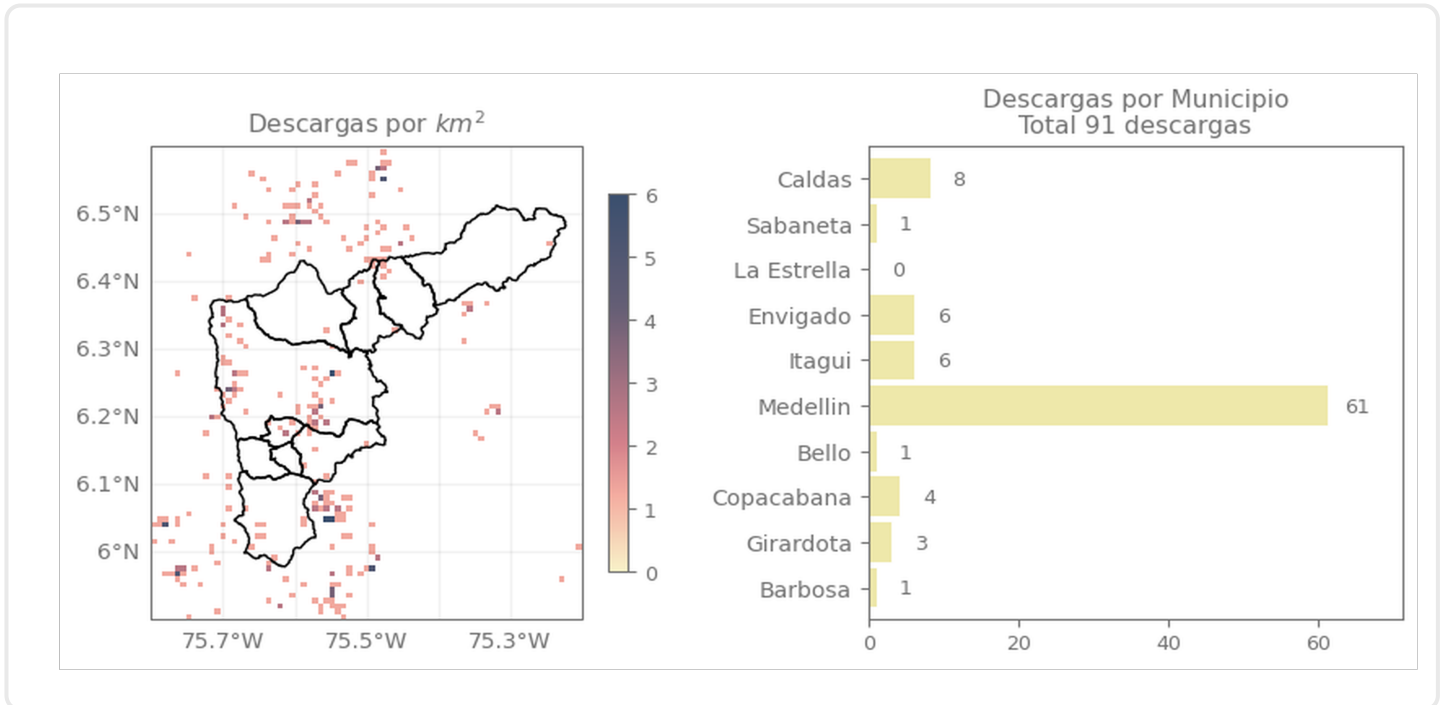 Descargas por km²
6.5°N
6.4°N
6.3°N
6.2°N
6.1°N
6°N
75.7°W 75.5°W 75.3°W
6
5
4
3
2
1
0
Descargas por Municipio
Total 91 descargas
Caldas 8
Sabaneta 1
La Estrella 0
Envigado 6
Itagui 6
Medellin 61
Bello 1
Copacabana 4
Girardota 3
Barbosa 1
0 20 40 60